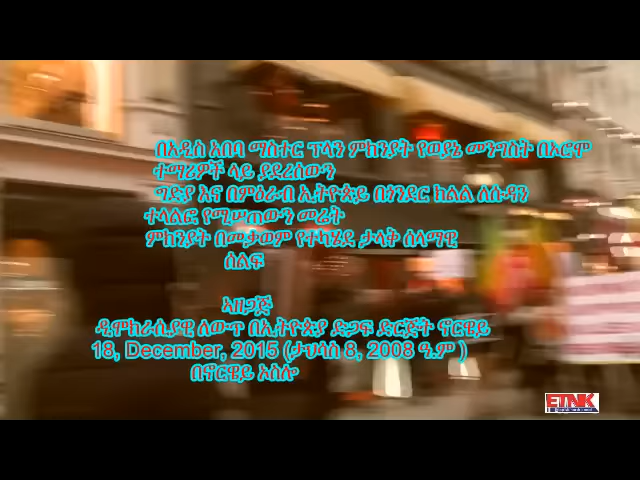 በአዲስ አበባ ማስተር ፕላን ምክንያት የወያኔ መንግስት በኦሮሞ
ተማሪዎች ላይ ያደረሰውን
ግድያ እና በምዕራብ ኢትዮጵያ በጎንደር ክልል ለሱዳን
ተላልፎ የሚሠጠውን መሬት
ምክንያት በመታወም የተካሄደ ታላቅ ሰላማዊ
ሰልፍ
አዘጋጅ
ዲሞክራሲያዊ ለውጥ በኢትዮጵያ ድጋፍ ድርጅት ኖርዌይ
18, December, 2015 (ታህሳስ 8, 2008 ዓ.ም )
በኖርዌይ ኦስሎ
ETNK